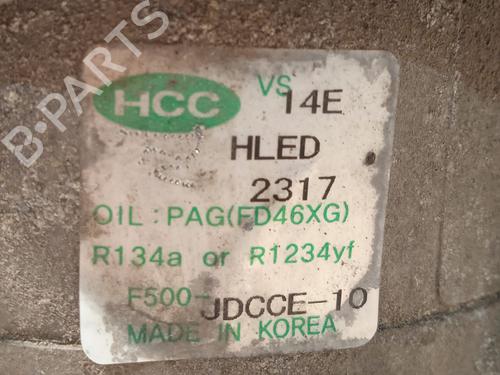 B-PARTS
HCC VS 14E
HLED
2317
OIL : PAG(FD46XG)
R134a or R1234yf
F500-JDCCE-10
MADE IN KOREA